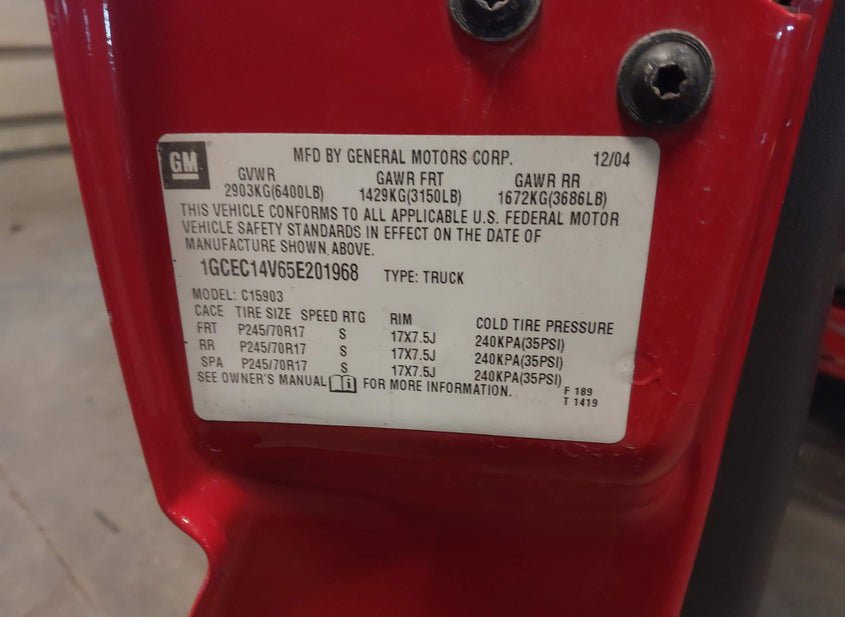 GM
MFD BY GENERAL MOTORS CORP. 12/04
GVWR GAWR FRT GAWR RR
2903KG(6400LB) 1429KG(3150LB) 1672KG(3686LB)
THIS VEHICLE CONFORMS TO ALL APPLICABLE U.S. FEDERAL MOTOR
VEHICLE SAFETY STANDARDS IN EFFECT ON THE DATE OF
MANUFACTURE SHOWN ABOVE.
1GCEC14V65E201968 TYPE: TRUCK
MODEL: C15903
CACE TIRE SIZE SPEED RTG RIM COLD TIRE PRESSURE
FRT P245/70R17 S 17X7.5J 240KPA(35PSI)
RR P245/70R17 S 17X7.5J 240KPA(35PSI)
SPA P245/70R17 S 17X7.5J 240KPA(35PSI)
SEE OWNER'S MANUAL i FOR MORE INFORMATION. F 189
T 1419